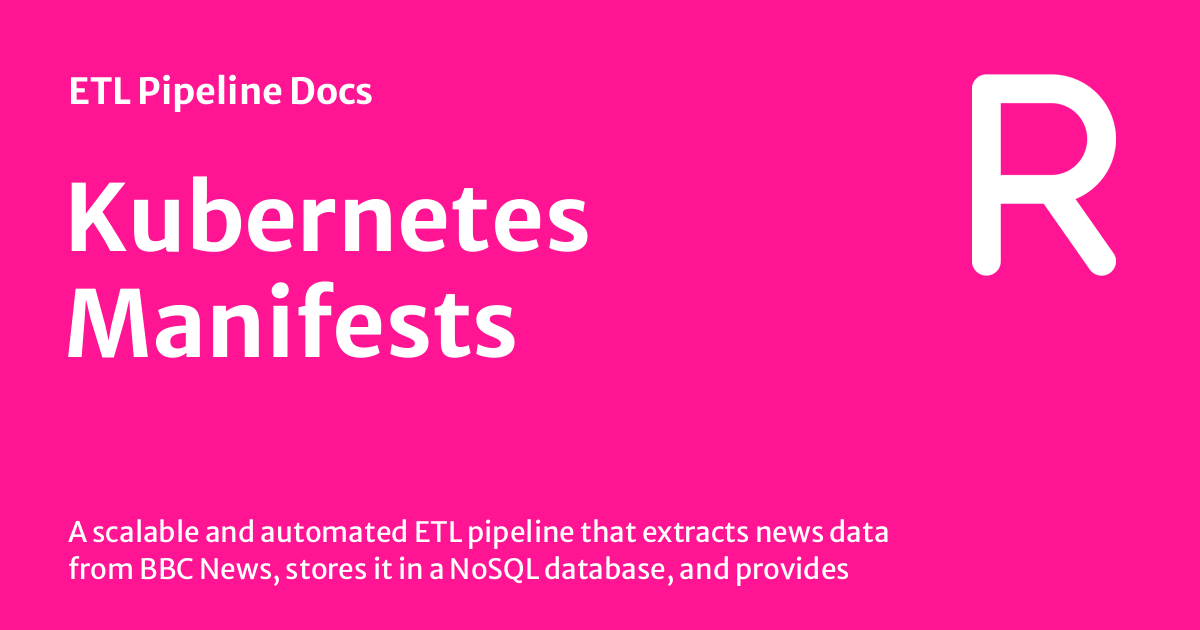 ETL Pipeline Docs
R
Kubernetes
Manifests
A scalable and automated ETL pipeline that extracts news data
from BBC News, stores it in a NoSQL database, and provides